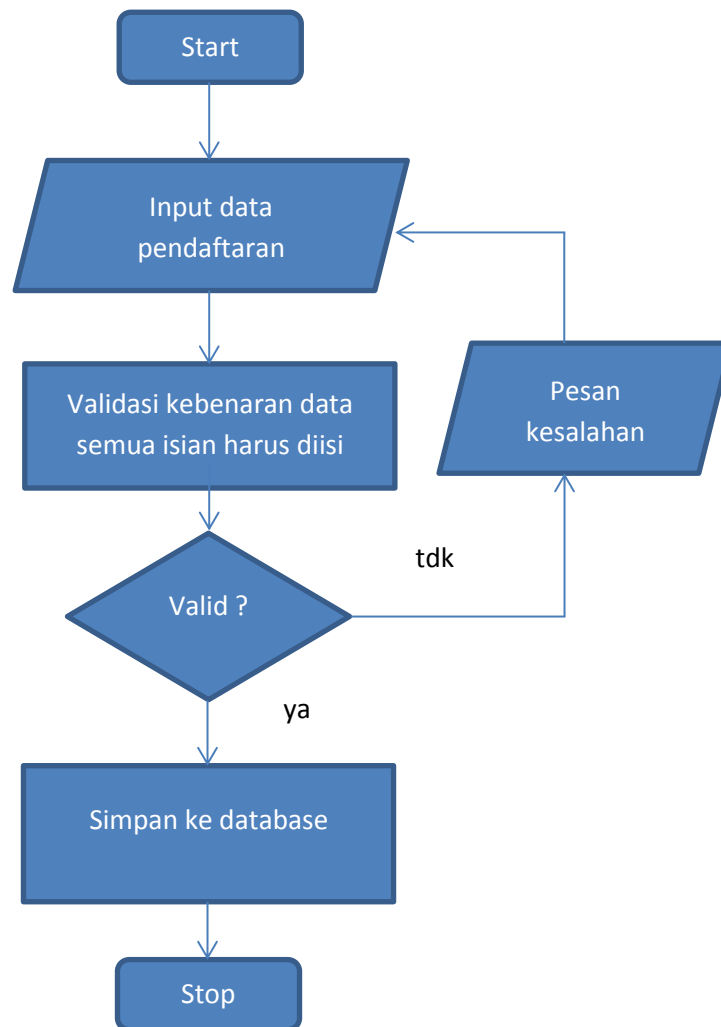 Start
Input data
pendaftaran
Validasi kebenaran data
semua isian harus diisi
Pesan
kesalahan
tdk
Valid ?
ya
Simpan ke database
Stop